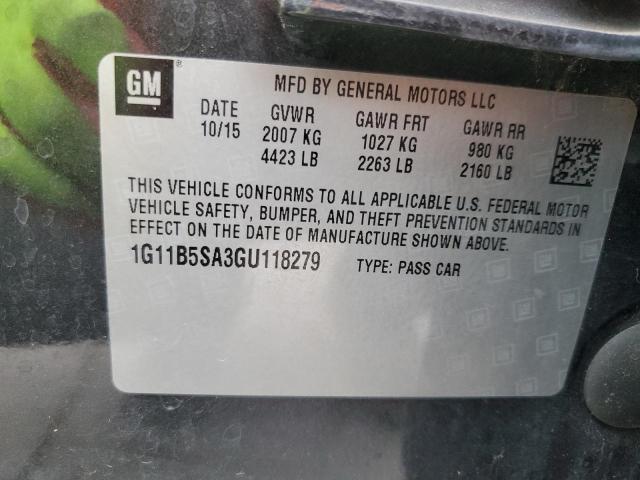 GM ®
MFD BY GENERAL MOTORS LLC
DATE GVWR GAWR FRT GAWR RR
10/15 2007 KG 1027 KG 980 KG
4423 LB 2263 LB 2160 LB
THIS VEHICLE CONFORMS TO ALL APPLICABLE U.S. FEDERAL MOTOR
VEHICLE SAFETY, BUMPER, AND THEFT PREVENTION STANDARDS IN
EFFECT ON THE DATE OF MANUFACTURE SHOWN ABOVE.
1G11B5SA3GU118279 TYPE: PASS CAR